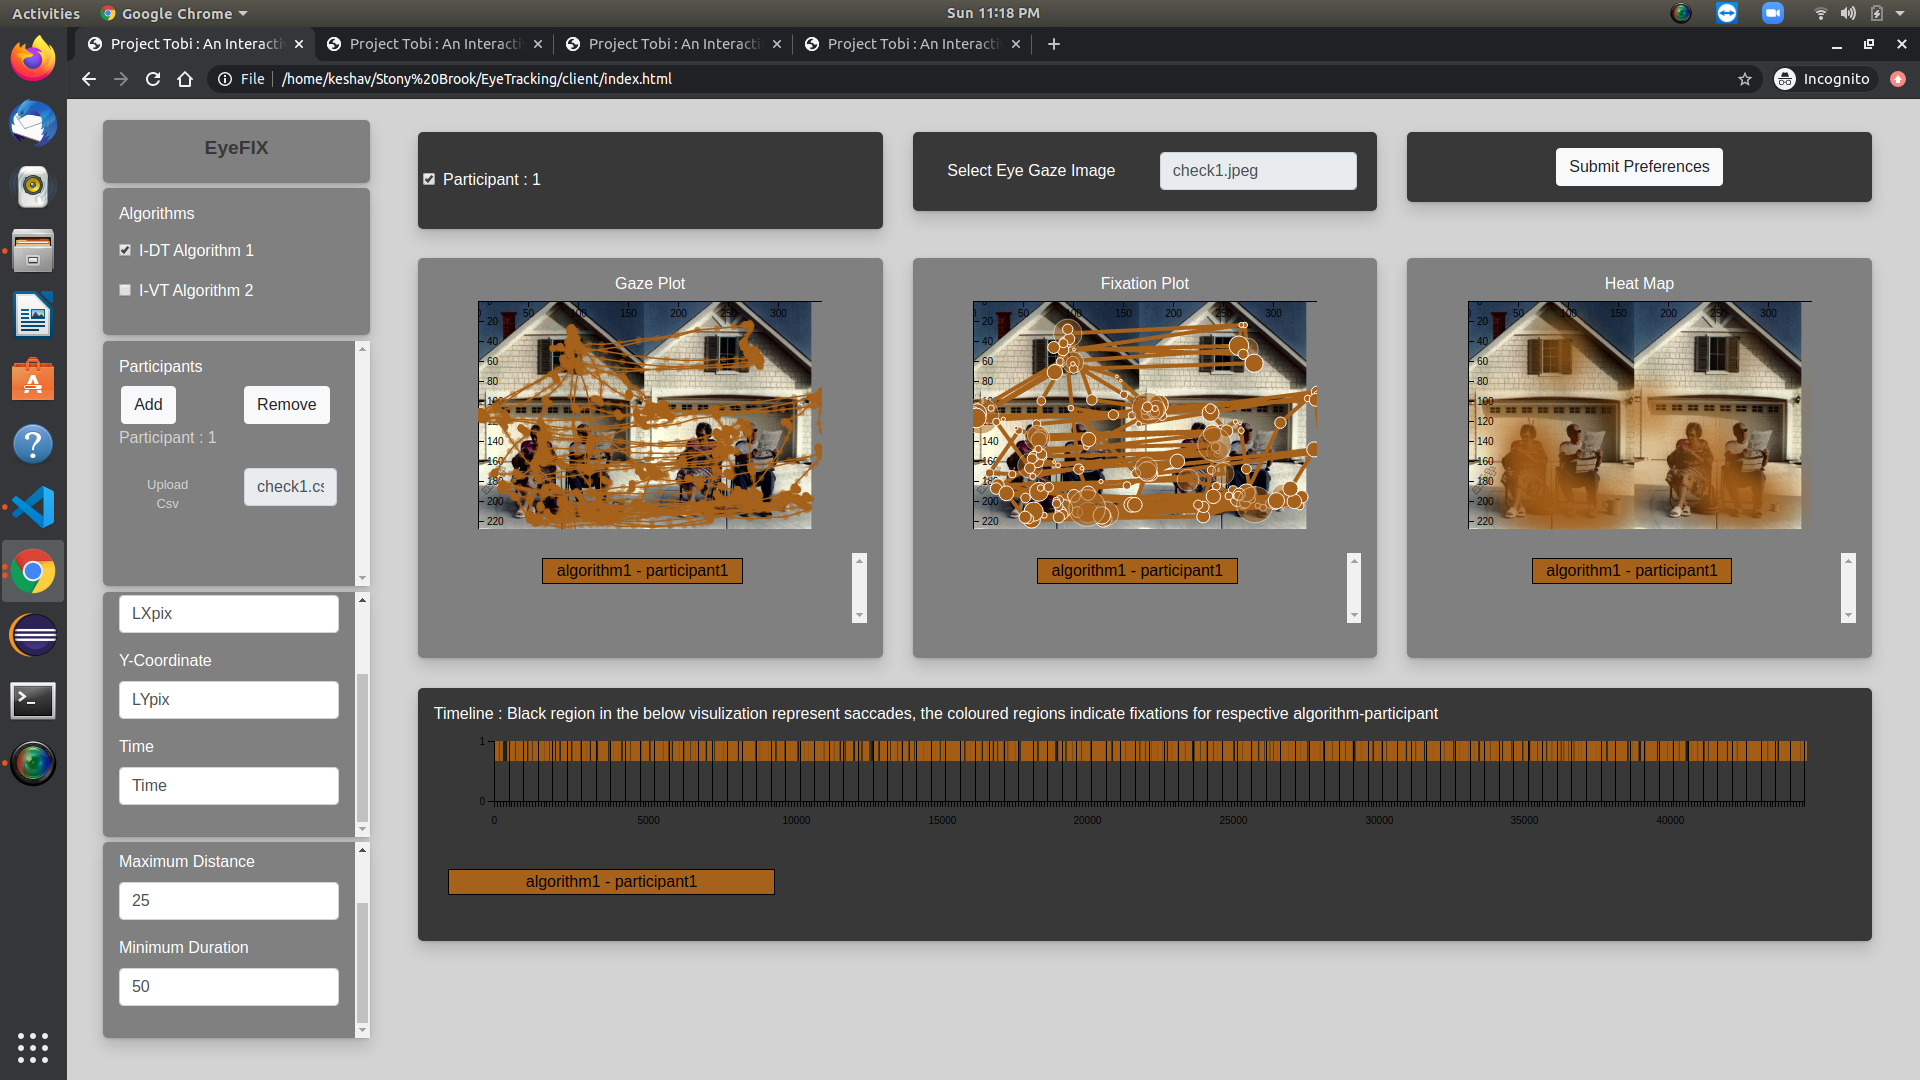 Activities
Google Chrome
Sun 11:18 PM
Project Tobi : An Interacti
Project Tobi : An Interacti
Project Tobi : An Interacti
Project Tobi : An Interacti
File
/home/keshav/Stony%20Brook/EyeTracking/client/index.html
Incognito
EyeFIX
Algorithms
I-DT Algorithm 1
I-VT Algorithm 2
Participants
Add
Remove
Participant : 1
Upload
Csv
check1.cs
LXpix
Y-Coordinate
LYpix
Time
Time
Maximum Distance
25
Minimum Duration
50
Participant : 1
Select Eye Gaze Image
check1.jpeg
Submit Preferences
Gaze Plot
0 50 100 150 200 250 300
20
40
60
80
100
120
140
160
180
200
220
algorithm1 - participant1
Fixation Plot
0 50 100 150 200 250 300
20
40
60
80
100
120
140
160
180
200
220
algorithm1 - participant1
Heat Map
0 50 100 150 200 250 300
20
40
60
80
100
120
140
160
180
200
220
algorithm1 - participant1
Timeline : Black region in the below visulization represent saccades, the coloured regions indicate fixations for respective algorithm-participant
1
0
0 5000 10000 15000 20000 25000 30000 35000 40000
algorithm1 - participant1